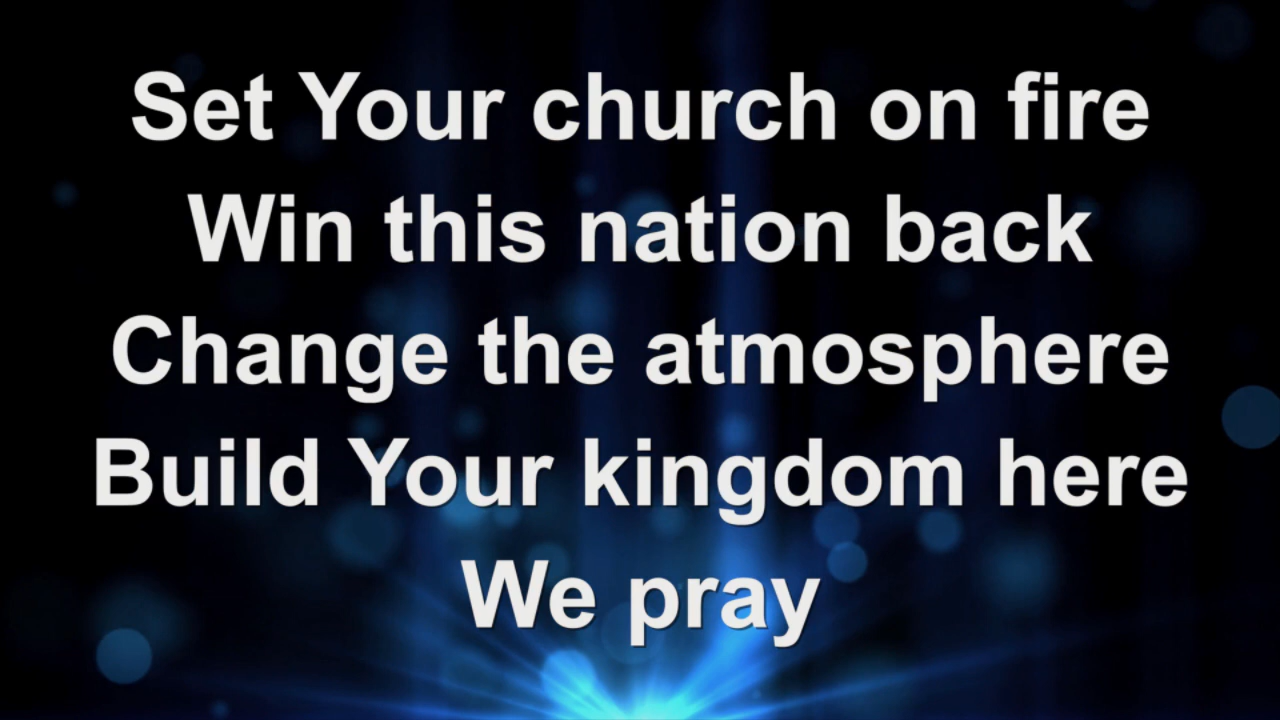 Set Your church on fire
Win this nation back
Change the atmosphere
Build Your kingdom here
We pray